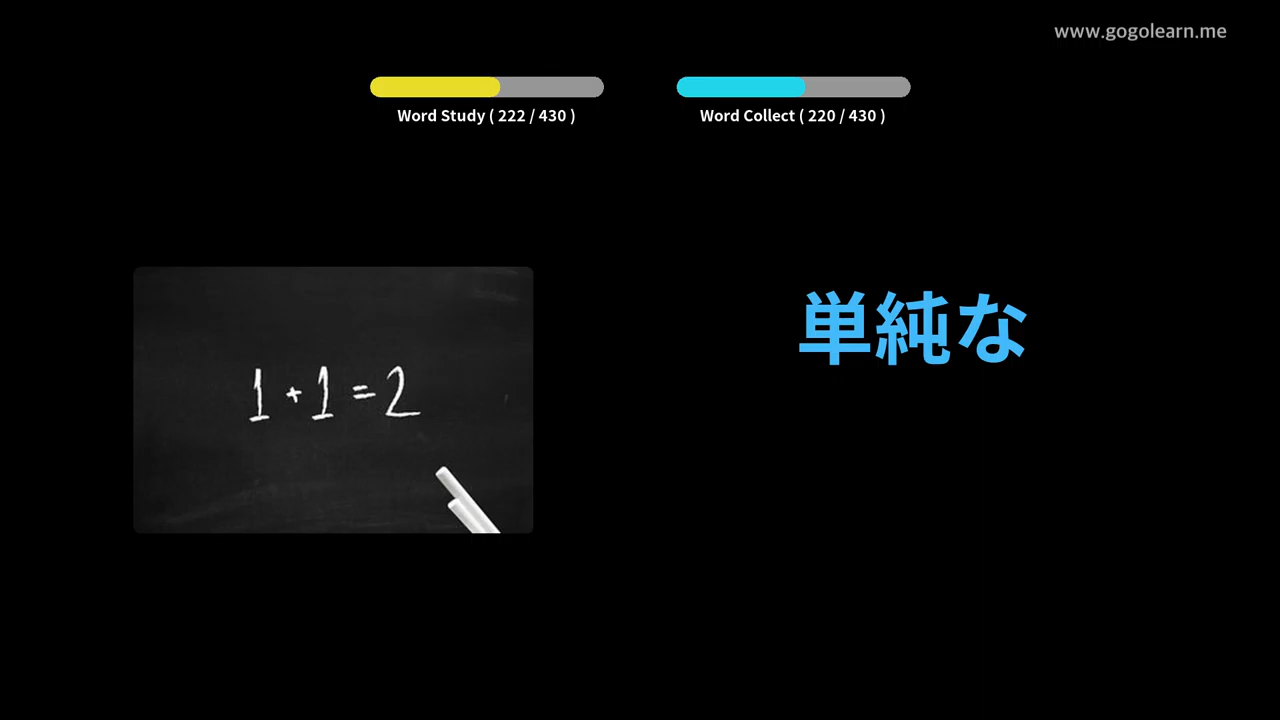 www.gogolearn.me
Word Study ( 222 / 430 )
Word Collect ( 220 / 430 )
1 + 1 = 2
単純な